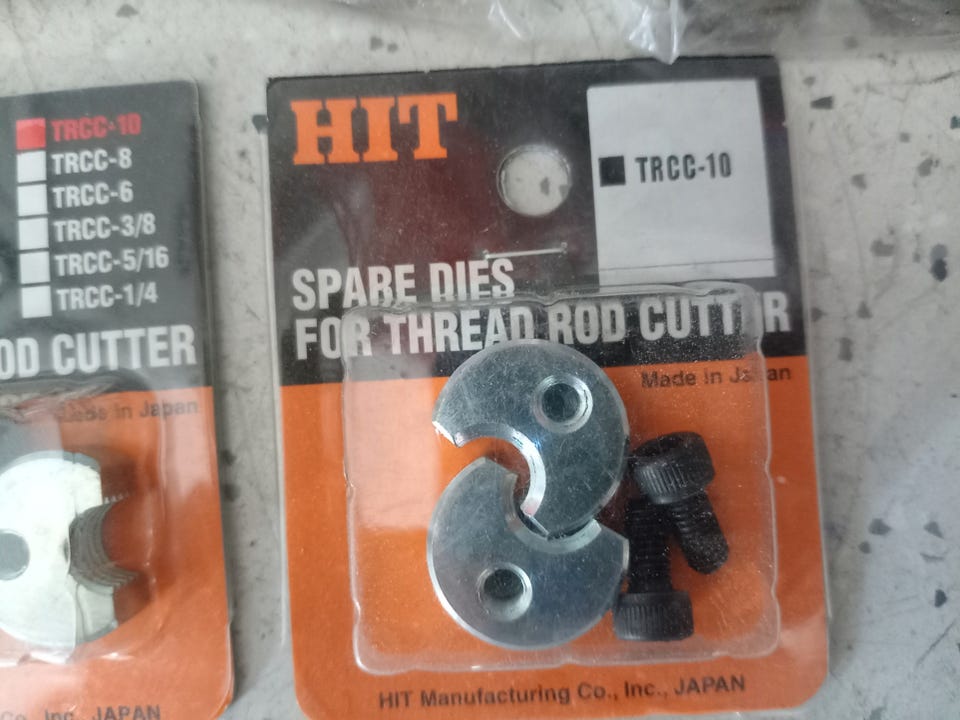 TRCC-10
TRCC-8
TRCC-6
TRCC-3/8
TRCC-5/16
TRCC-1/4
OD CUTTER
Made in Japan
Co., Inc., JAPAN
HIT
TRCC-10
SPARE DIES
FOR THREAD ROD CUTTER
Made in Japan
HIT Manufacturing Co., Inc., JAPAN